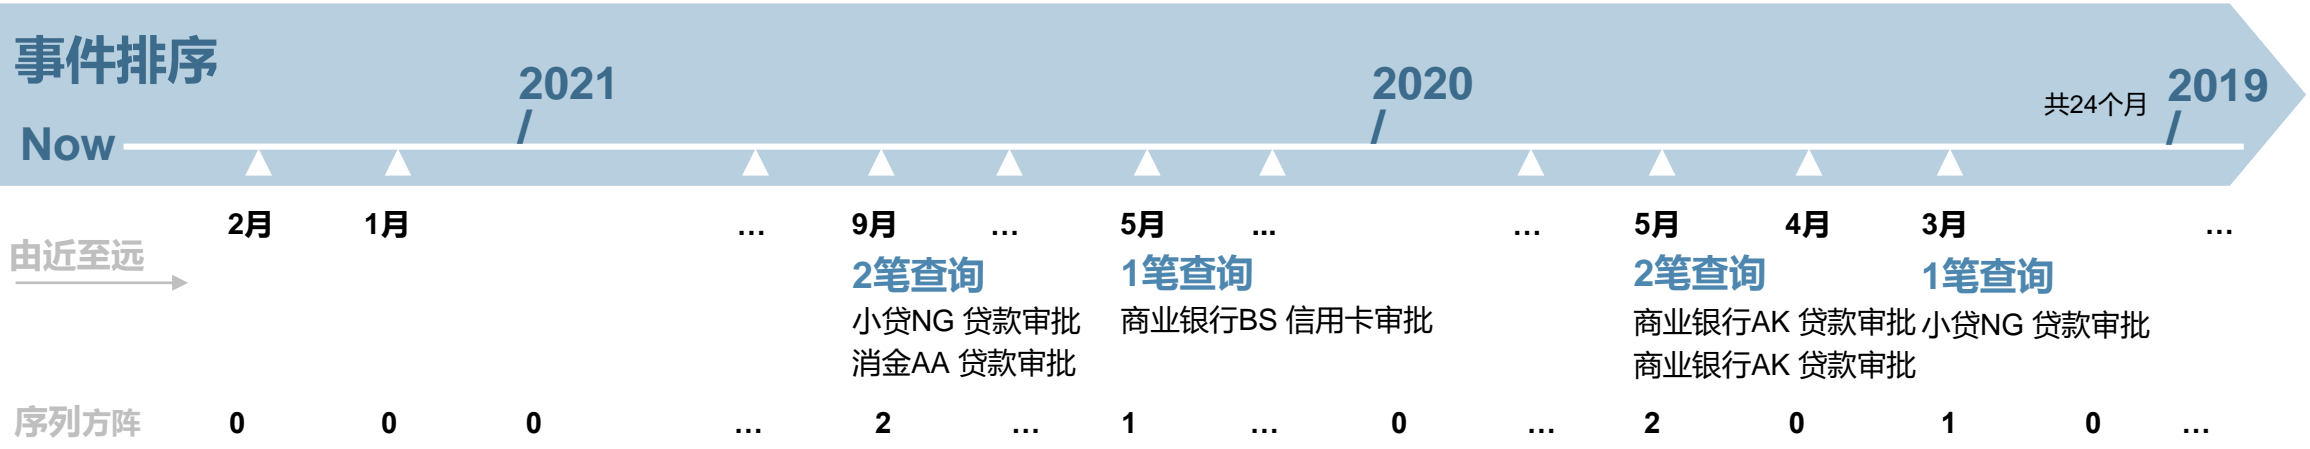 事件排序
2021
2020
共24个月
2019
Now
2月 1月 … 9月 … 5月 ... … 5月 4月 3月 …
由近至远
2笔查询 1笔查询 2笔查询 1笔查询
小贷NG 贷款审批 商业银行BS 信用卡审批 商业银行AK 贷款审批 小贷NG 贷款审批
消金AA 贷款审批 商业银行AK 贷款审批
序列方阵 0 0 0 … 2 … 1 … 0 … 2 0 1 0 …